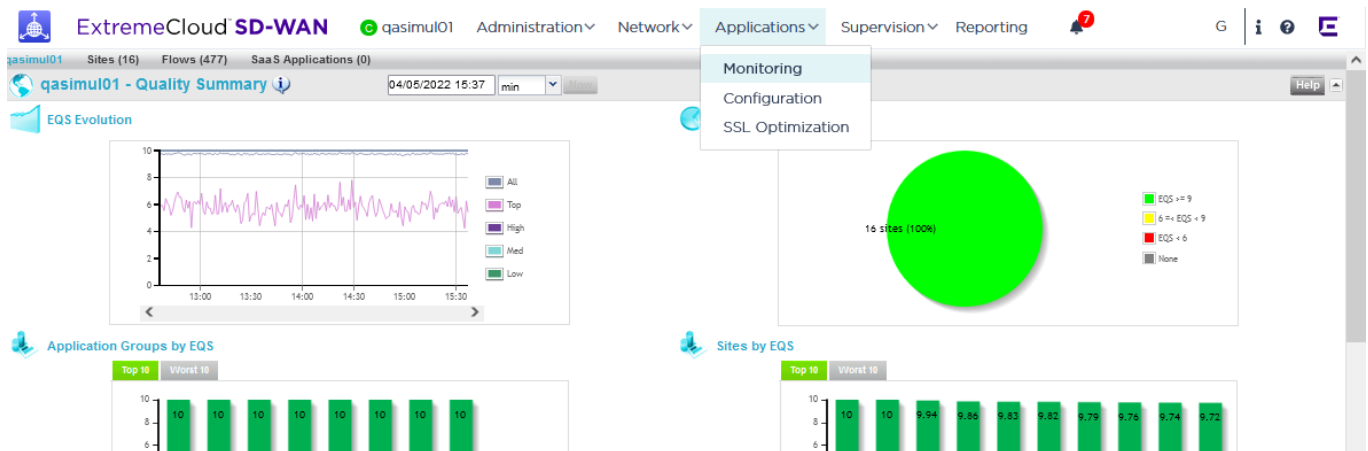 ExtremeCloud™ SD-WAN C qasimul01 Administration Network Applications Supervision Reporting 7 G i ?
qasimul01 Sites (16) Flows (477) SaaS Applications (0)
Monitoring
Configuration
SSL Optimization
qasimul01 - Quality Summary i 04/05/2022 15:37 min Now Help
EQS Evolution
10
8
6
4
2
0
13:00 13:30 14:00 14:30 15:00 15:30
All
Top
High
Med
Low
16 sites (100%)
EQS >= 9
6 =< EQS < 9
EQS < 6
None
Application Groups by EQS
Top 10 Worst 10
10
8
6
10 10 10 10 10 10 10 10
Sites by EQS
Top 10 Worst 10
10
8
6
10 10 9.94 9.86 9.83 9.82 9.79 9.76 9.74 9.72